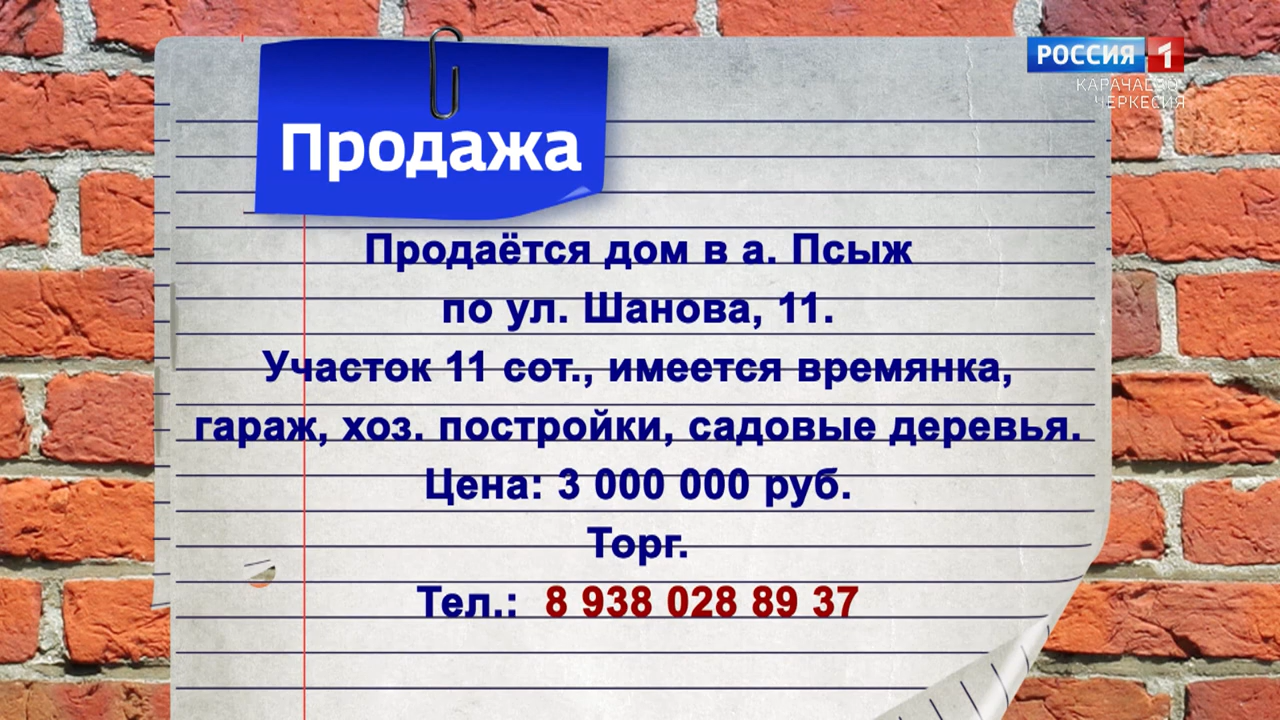 РОССИЯ 1
КАРАЧАЕВО-
ЧЕРКЕСИЯ
Продажа
Продаётся дом в а. Псыж
по ул. Шанова, 11.
Участок 11 сот., имеется времянка,
гараж, хоз. постройки, садовые деревья.
Цена: 3 000 000 руб.
Торг.
Тел.: 8 938 028 89 37